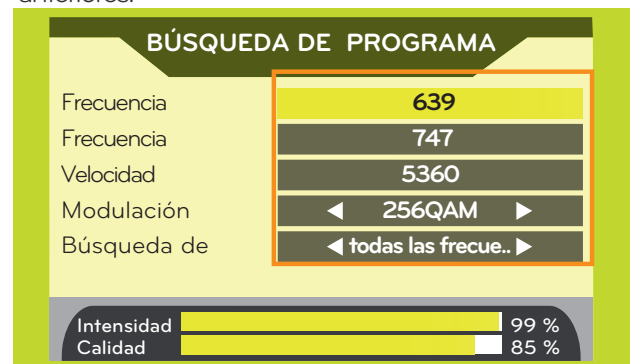 anteriores.
BÚSQUEDA DE PROGRAMA
Frecuencia 639
Frecuencia 747
Velocidad 5360
Modulación ◀ 256QAM ▶
Búsqueda de ◀ todas las frecue.. ▶
Intensidad 99 %
Calidad 85 %